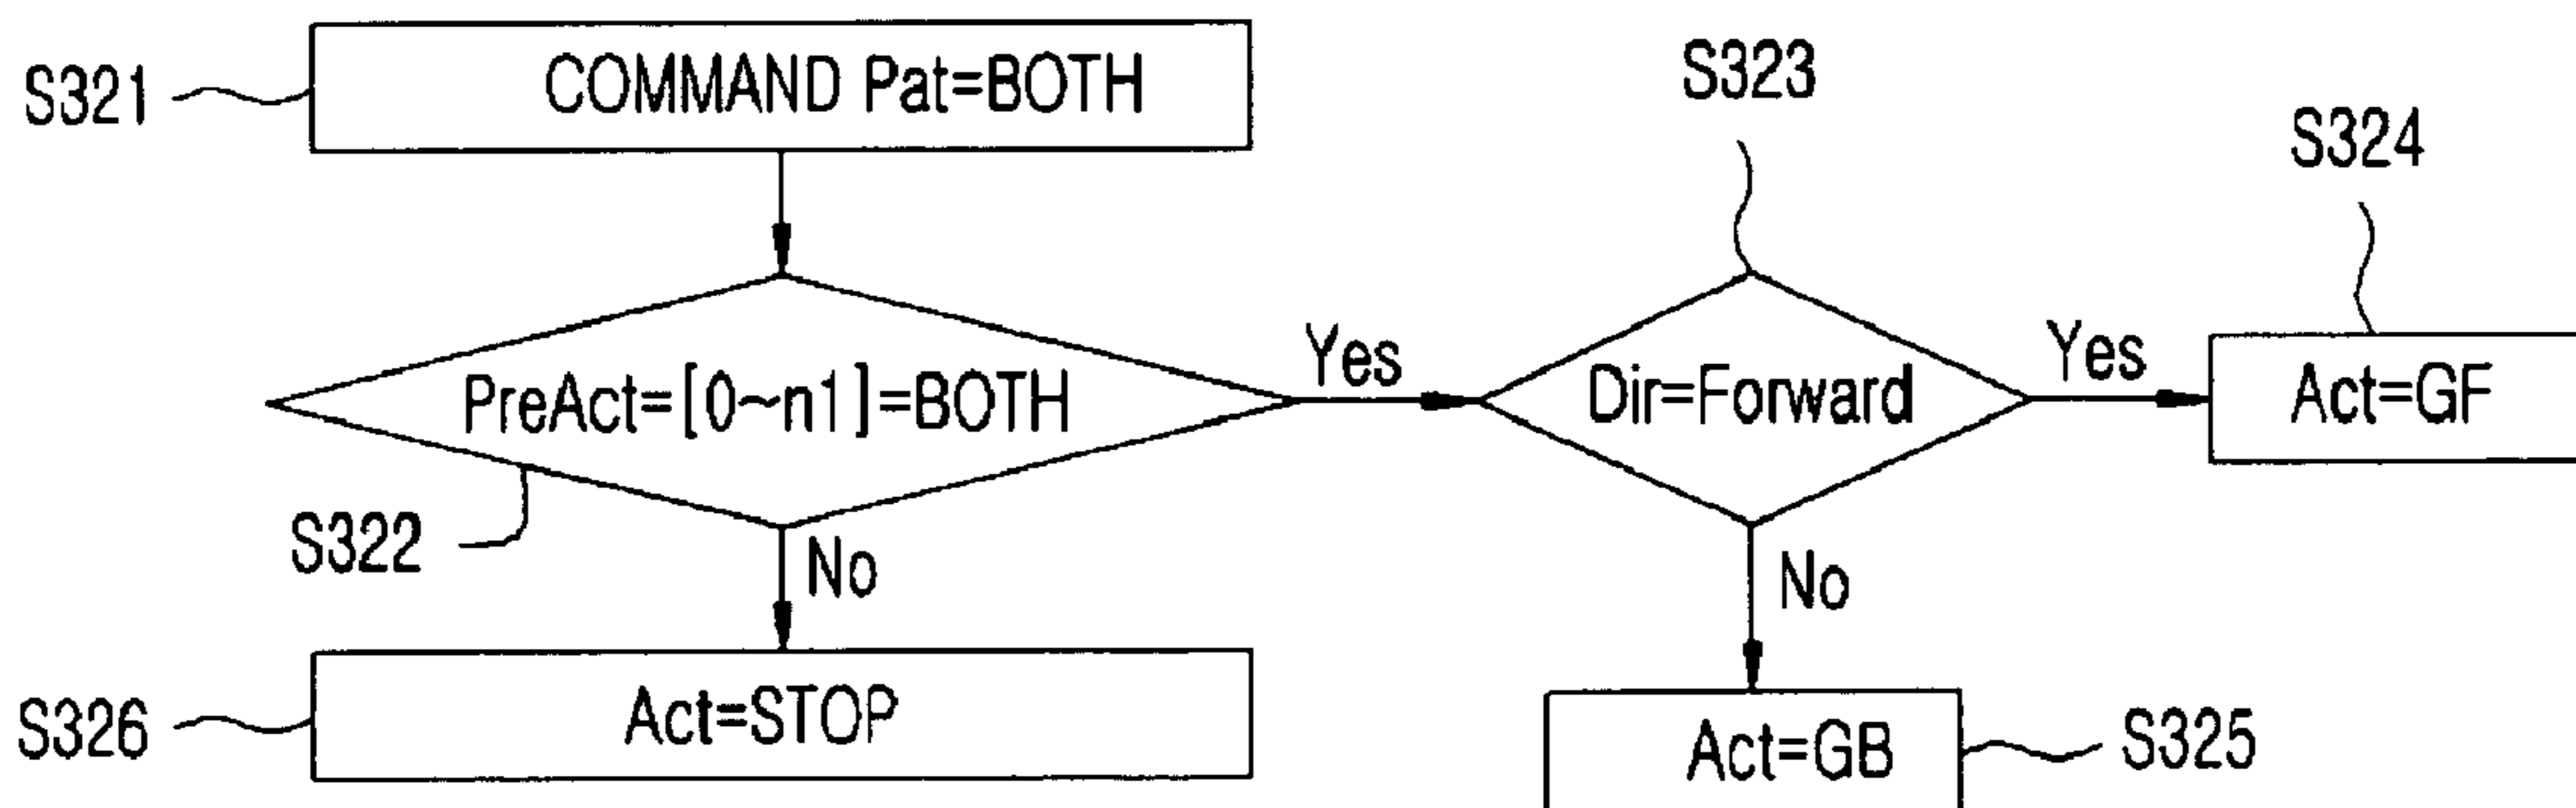 S321
COMMAND Pat=BOTH
S323
S324
PreAct=[0~n1]=BOTH
Yes
Dir=Forward
Yes
Act=GF
S322
No
No
S326
Act=STOP
Act=GB
S325